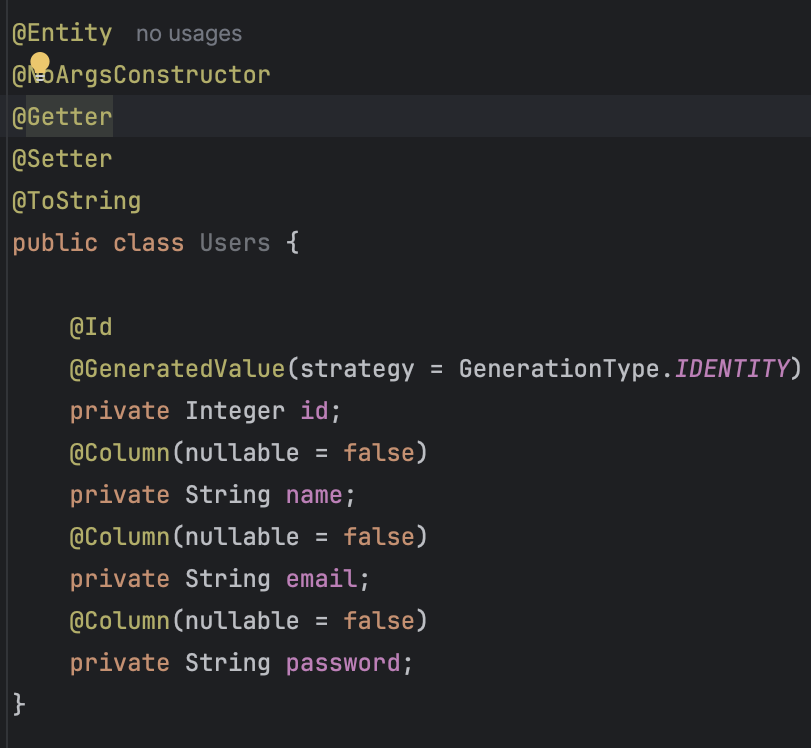 @Entity no usages
@NoArgsConstructor
@Getter
@Setter
@ToString
public class Users {
@Id
@GeneratedValue(strategy = GenerationType.IDENTITY)
private Integer id;
@Column(nullable = false)
private String name;
@Column(nullable = false)
private String email;
@Column(nullable = false)
private String password;
}